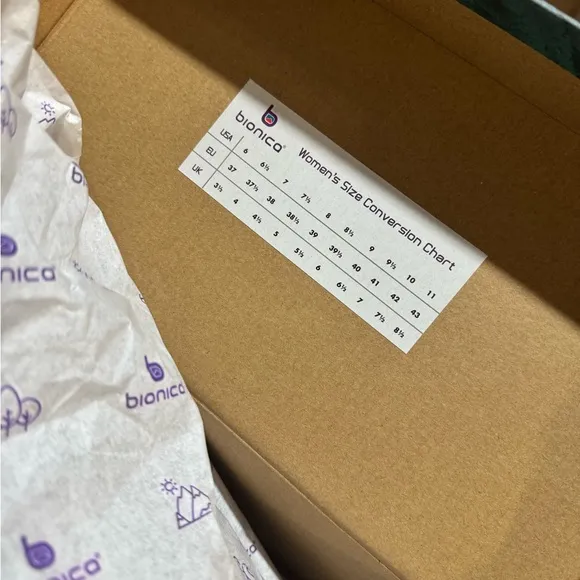 bionica®
Women's Size Conversion Chart
USA 6 6½ 7 7½ 8 8½ 9 9½ 10 11
EU 37 37½ 38 38½ 39 39½ 40 41 42 43
UK 3½ 4 4½ 5 5½ 6 6½ 7 7½ 8½
b
nica
bionica
bionica®